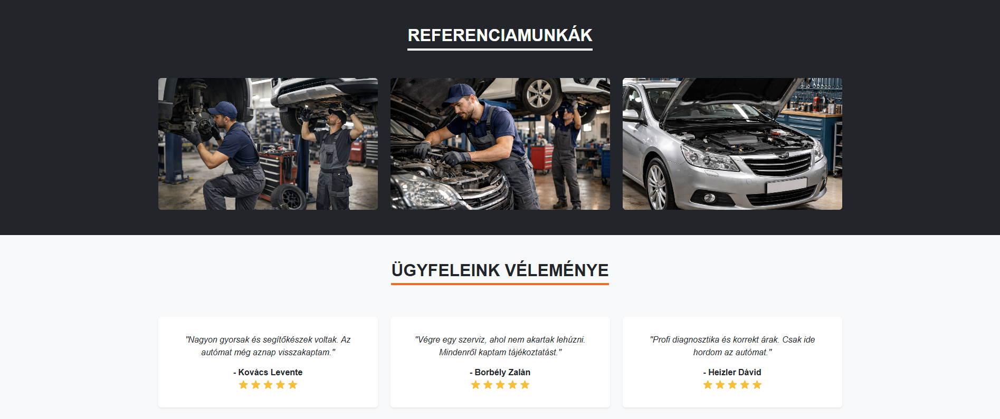 REFERENCIAMUNKÁK
ÜGYFELEINK VÉLEMÉNYE
"Nagyon gyorsak és segítőkészek voltak. Az
autómat még aznap visszakaptam."
- Kovács Levente
"Végre egy szerviz, ahol nem akartak lehúzni.
Mindenről kaptam tájékoztatást."
- Borbély Zalán
"Profi diagnosztika és korrekt árak. Csak ide
hordom az autómat."
- Heizler Dávid